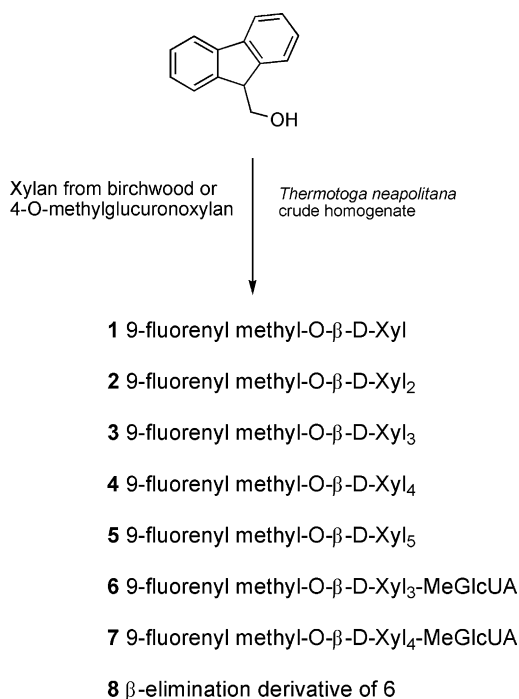 OH
Xylan from birchwood or
4-O-methylglucuronoxylan
Thermotoga neapolitana
crude homogenate
1 9-fluorenyl methyl-O-β-D-Xyl
2 9-fluorenyl methyl-O-β-D-Xyl₂
3 9-fluorenyl methyl-O-β-D-Xyl₃
4 9-fluorenyl methyl-O-β-D-Xyl₄
5 9-fluorenyl methyl-O-β-D-Xyl₅
6 9-fluorenyl methyl-O-β-D-Xyl₃-MeGlcUA
7 9-fluorenyl methyl-O-β-D-Xyl₄-MeGlcUA
8 β-elimination derivative of 6